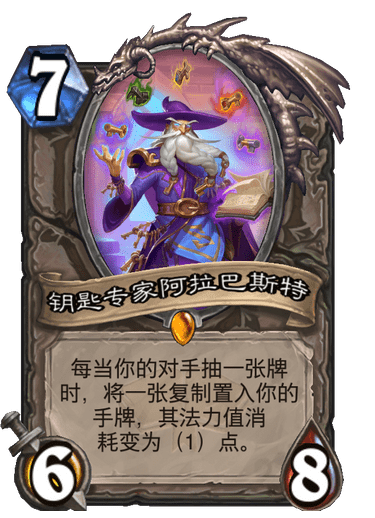 7
钥匙专家阿拉巴斯特
每当你的对手抽一张牌
时，将一张复制置入你的
手牌，其法力值消
耗变为（1）点。
6
8